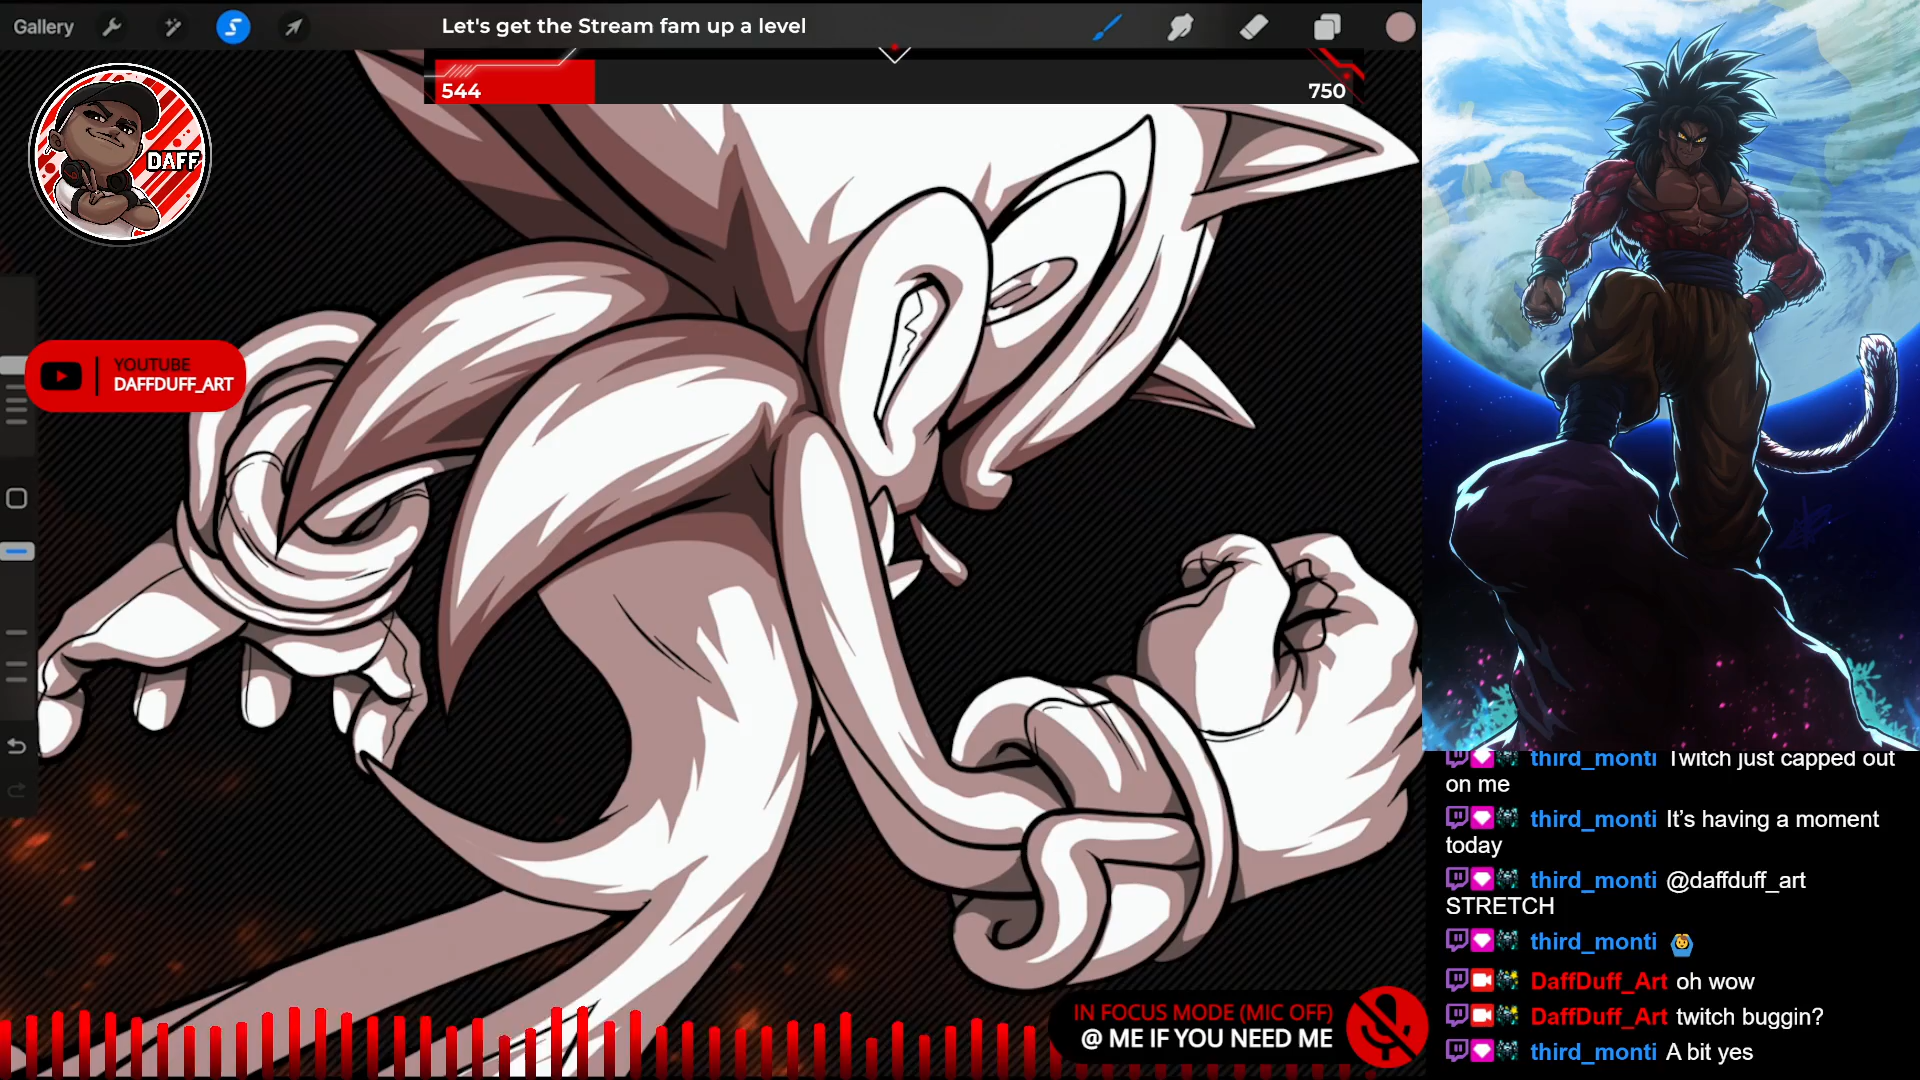 Gallery
Let's get the Stream fam up a level
544
750
DAFF
YOUTUBE
DAFFDUFF_ART
third_monti Twitch just capped out
on me
third_monti It's having a moment
today
third_monti @daffduff_art
STRETCH
third_monti
DaffDuff_Art oh wow
DaffDuff_Art twitch buggin?
third_monti A bit yes
IN FOCUS MODE (MIC OFF)
@ ME IF YOU NEED ME